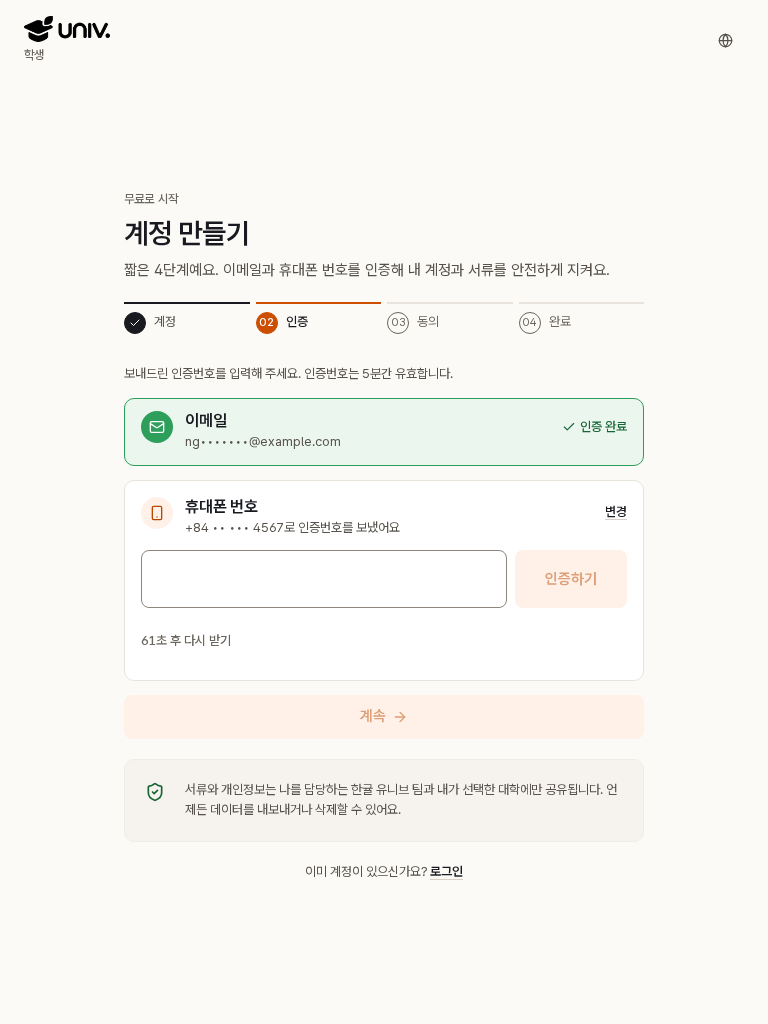 UNIV.
학생
무료로 시작
계정 만들기
짧은 4단계예요. 이메일과 휴대폰 번호를 인증해 내 계정과 서류를 안전하게 지켜요.
계정
02 인증
03 동의
04 완료
보내드린 인증번호를 입력해 주세요. 인증번호는 5분간 유효합니다.
이메일
ng•••••••@example.com
인증 완료
휴대폰 번호
+84 •• ••• 4567로 인증번호를 보냈어요
변경
인증하기
61초 후 다시 받기
계속 →
서류와 개인정보는 나를 담당하는 한글 유니브 팀과 내가 선택한 대학에만 공유됩니다. 언
제든 데이터를 내보내거나 삭제할 수 있어요.
이미 계정이 있으신가요? 로그인